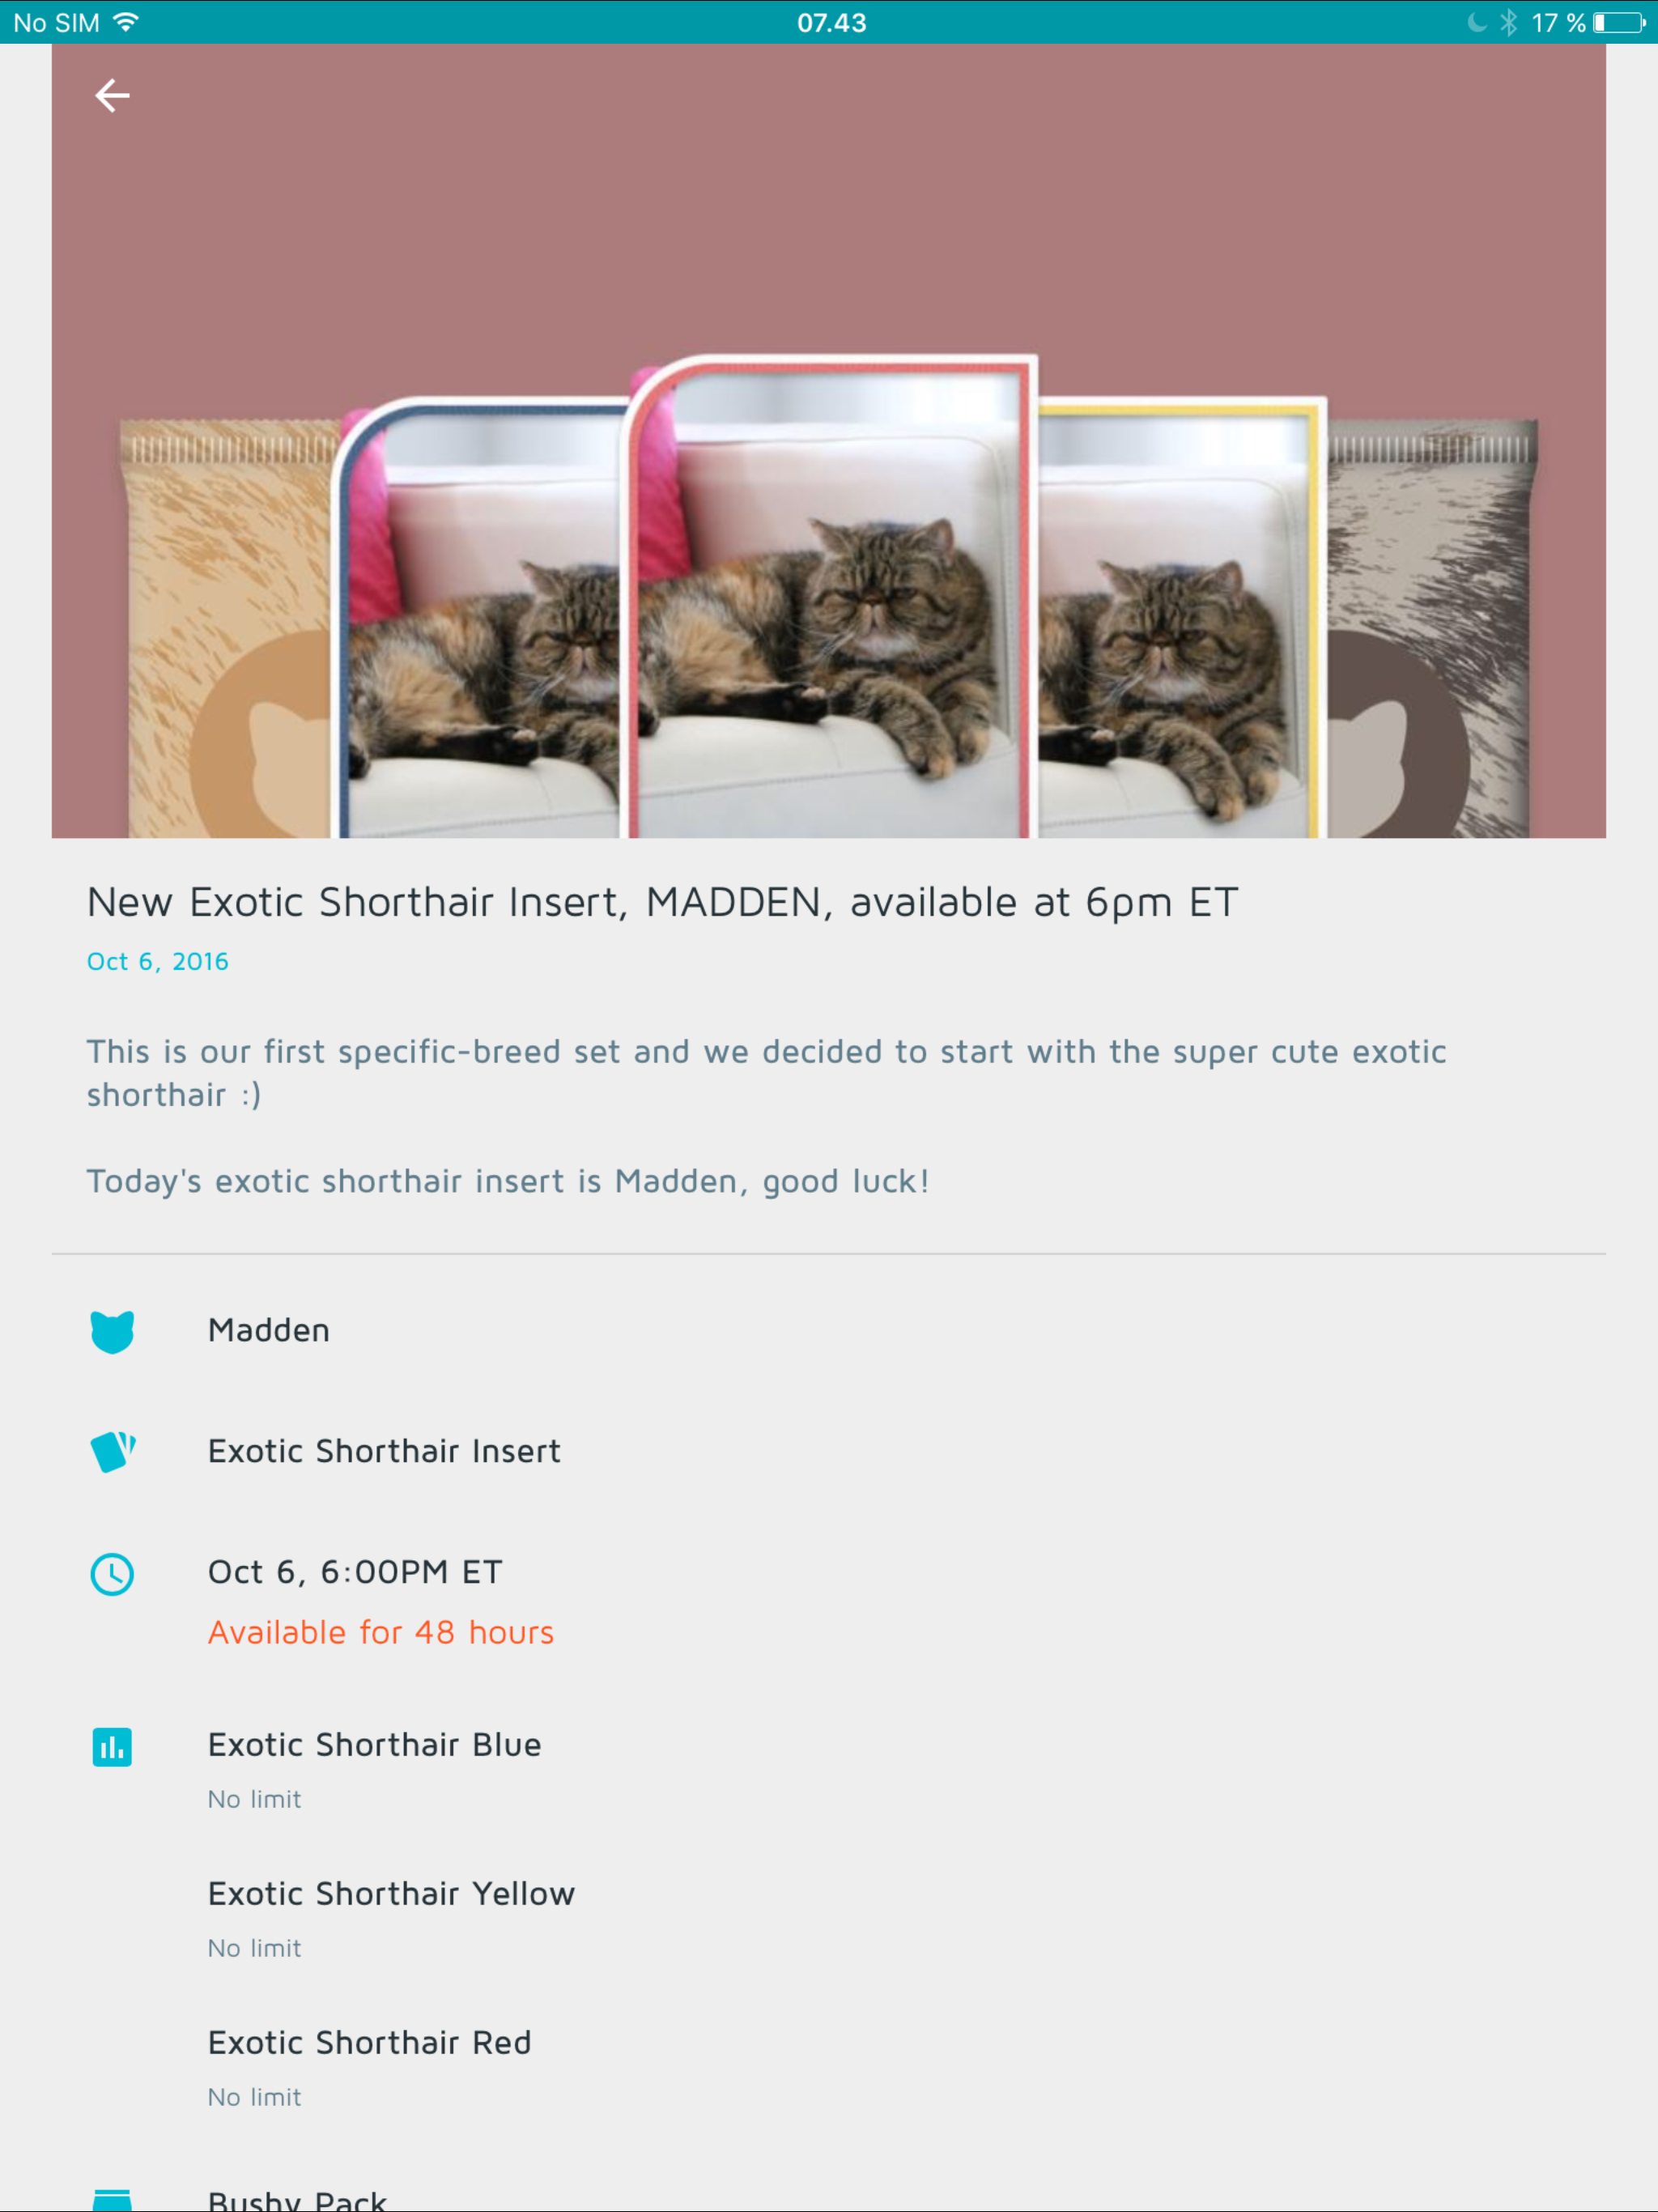 No SIM 07.43 17 %
New Exotic Shorthair Insert, MADDEN, available at 6pm ET
Oct 6, 2016
This is our first specific-breed set and we decided to start with the super cute exotic
shorthair :)
Today's exotic shorthair insert is Madden, good luck!
Madden
Exotic Shorthair Insert
Oct 6, 6:00PM ET
Available for 48 hours
Exotic Shorthair Blue
No limit
Exotic Shorthair Yellow
No limit
Exotic Shorthair Red
No limit
Bushy Pack